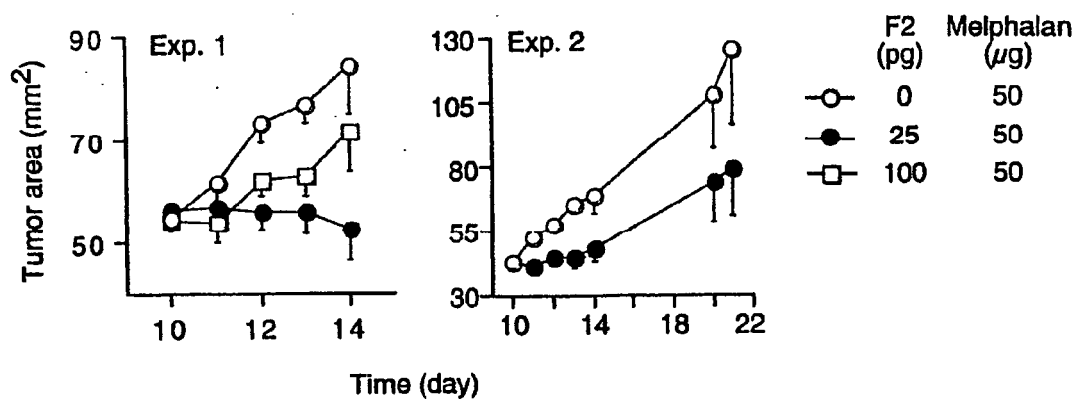 Exp. 1
90
70
50
10 12 14
Tumor area (mm2)
Exp. 2
130
105
80
55
30
10 14 18 22
Time (day)
F2 Melphalan
(pg) (µg)
0 50
25 50
100 50